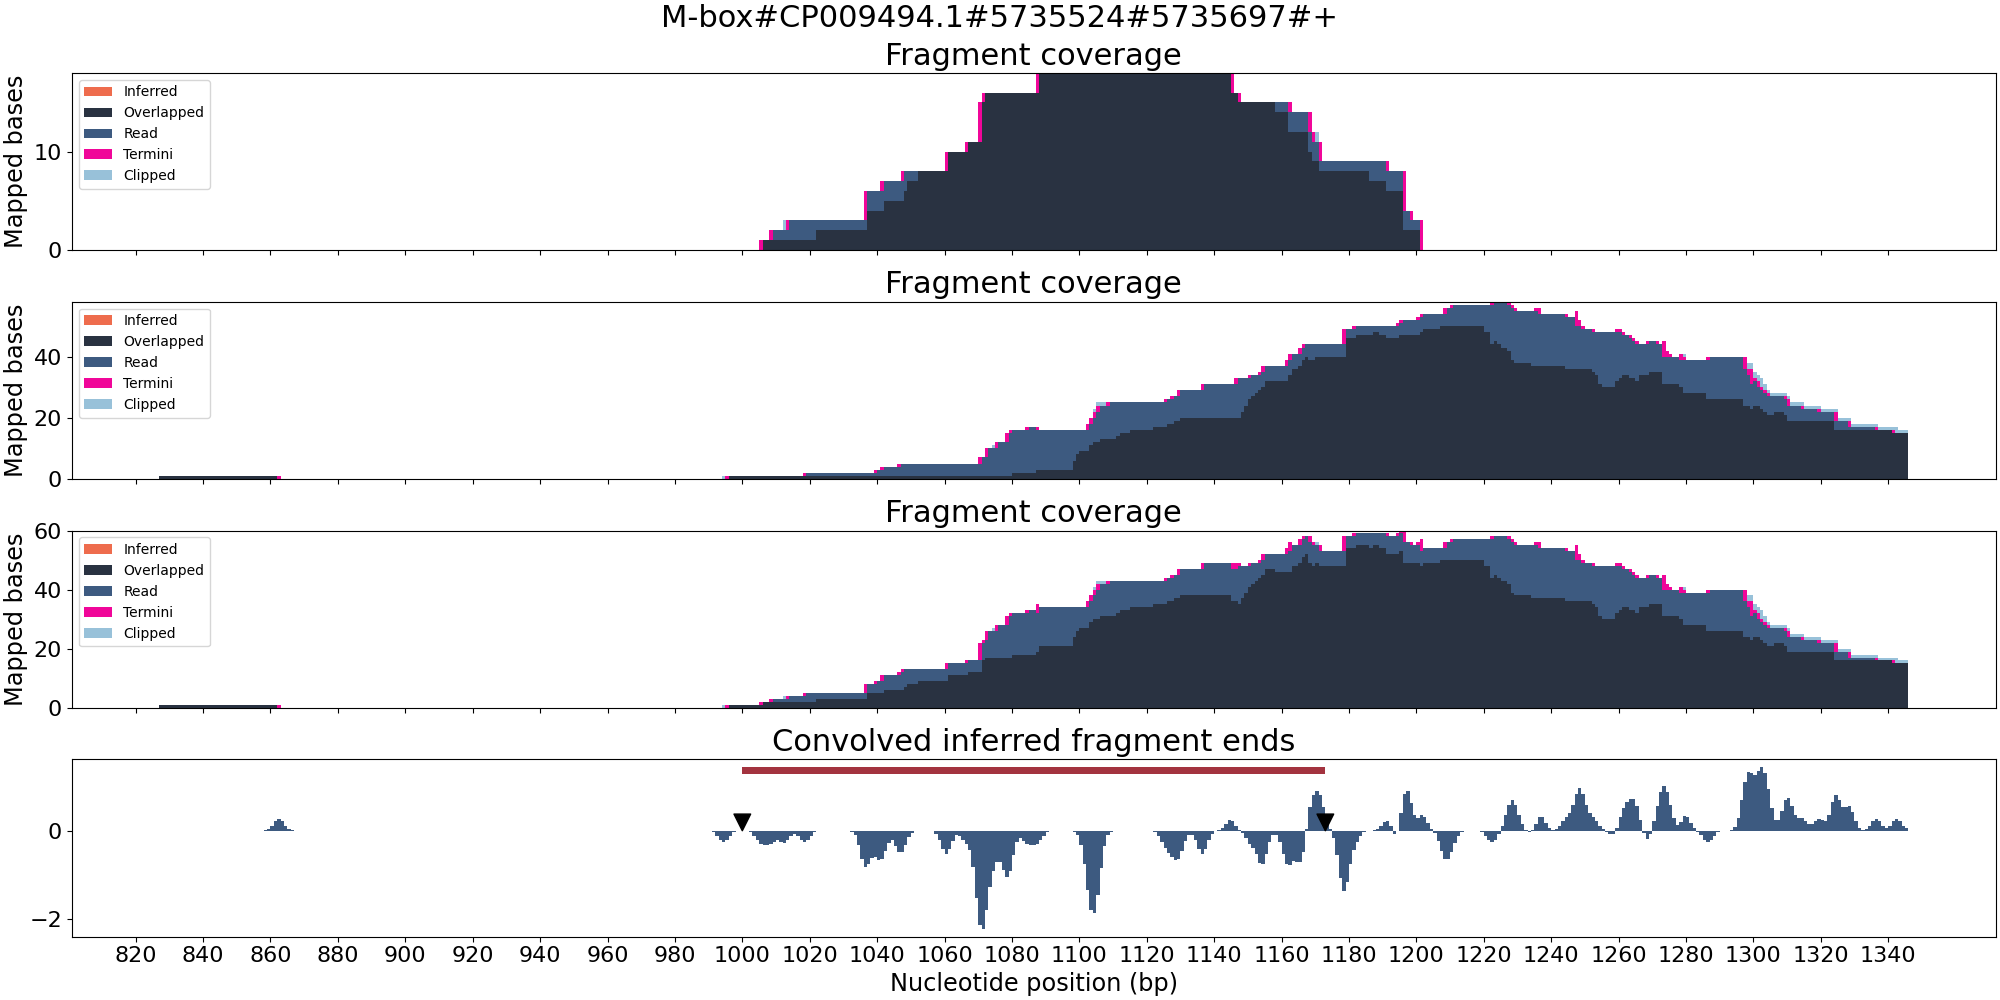 M-box#CP009494.1#5735524#5735697#+
Fragment coverage
Mapped bases
10
0
Inferred
Overlapped
Read
Termini
Clipped
Fragment coverage
Mapped bases
40
20
0
Inferred
Overlapped
Read
Termini
Clipped
Fragment coverage
Mapped bases
60
40
20
0
Inferred
Overlapped
Read
Termini
Clipped
Convolved inferred fragment ends
0
−2
820 840 860 880 900 920 940 960 980 1000 1020 1040 1060 1080 1100 1120 1140 1160 1180 1200 1220 1240 1260 1280 1300 1320 1340
Nucleotide position (bp)